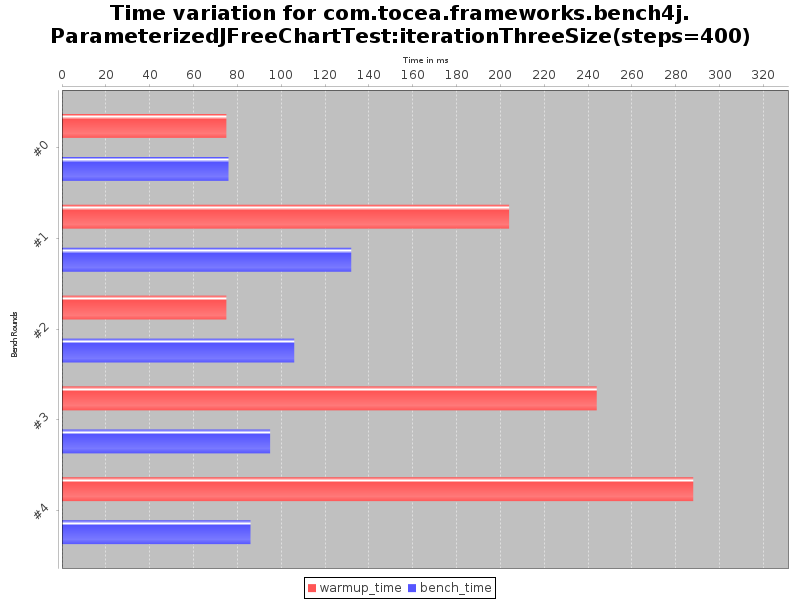 Time variation for com.tocea.frameworks.bench4j.
ParameterizedJFreeChartTest:iterationThreeSize(steps=400)
Time in ms
0 20 40 60 80 100 120 140 160 180 200 220 240 260 280 300 320
#0
#1
#2
#3
#4
Bench Rounds
warmup_time bench_time